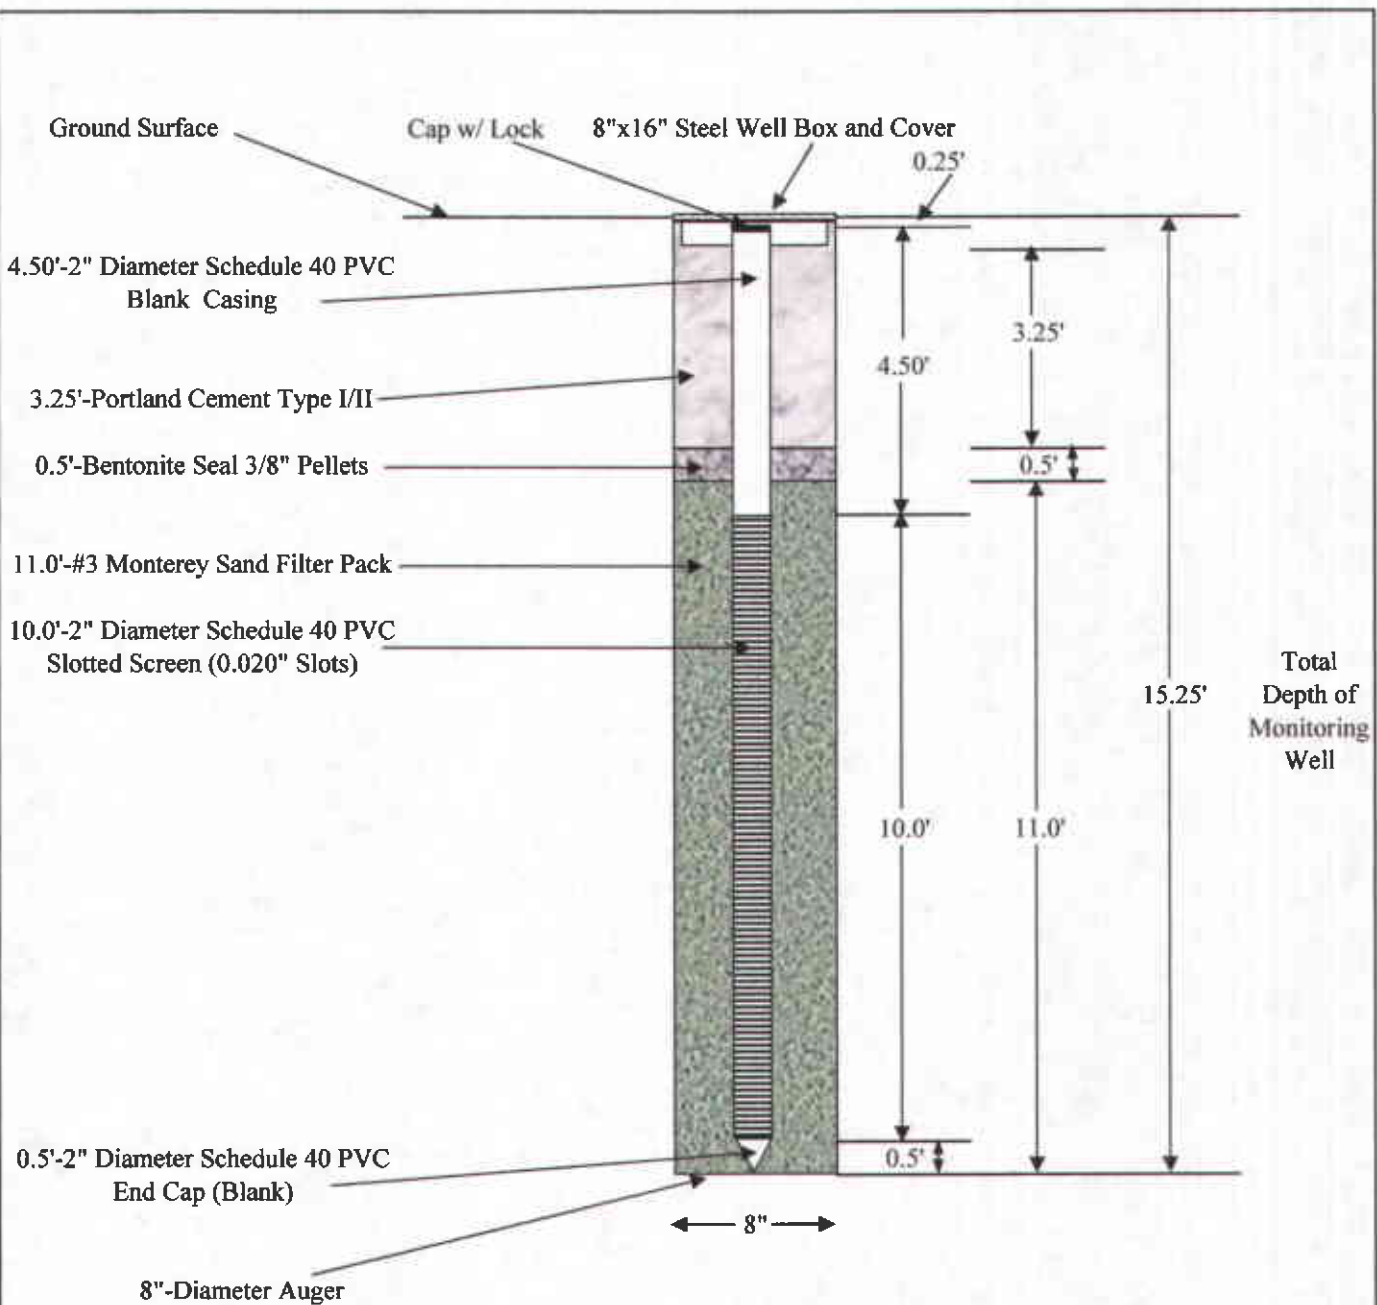 Ground Surface
Cap w/ Lock
8"x16" Steel Well Box and Cover
0.25'
4.50'-2" Diameter Schedule 40 PVC
Blank Casing
3.25'
4.50'
3.25'-Portland Cement Type I/II
0.5'-Bentonite Seal 3/8" Pellets
0.5'
11.0'-#3 Monterey Sand Filter Pack
10.0'-2" Diameter Schedule 40 PVC
Slotted Screen (0.020" Slots)
15.25'
Total
Depth of
Monitoring
Well
10.0'
11.0'
0.5'-2" Diameter Schedule 40 PVC
End Cap (Blank)
0.5'
8"
8"-Diameter Auger